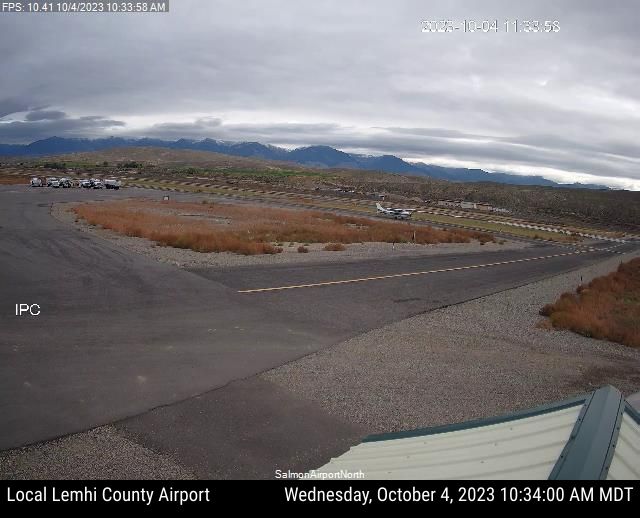 FPS: 10.41 10/4/2023 10:33:58 AM
2023-10-04 11:33:58
IPC
SalmonAirportNorth
Local Lemhi County Airport
Wednesday, October 4, 2023 10:34:00 AM MDT